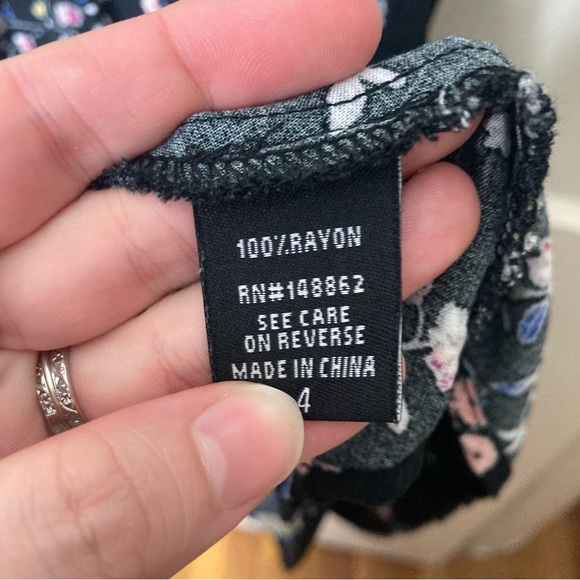 100%RAYON
RN#148862
SEE CARE
ON REVERSE
MADE IN CHINA
4